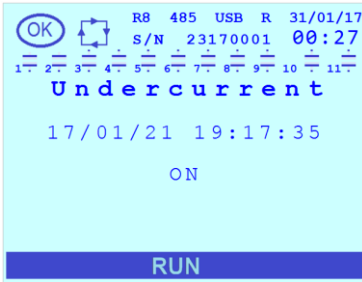 OK R8 485 USB R 31/01/17
S/N 23170001 00:27
1 2 3 4 5 6 7 8 9 10 11
Undercurrent
17/01/21 19:17:35
ON
RUN